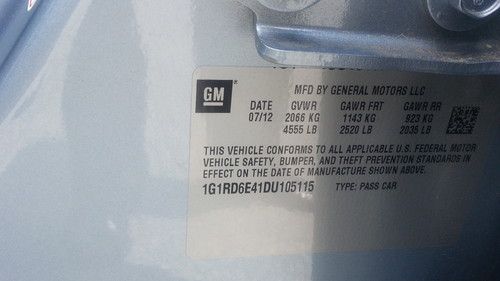 MFD BY GENERAL MOTORS LLC
GM
DATE GVWR GAWR FRT GAWR RR
07/12 2066 KG 1143 KG 923 KG
4555 LB 2520 LB 2035 LB
THIS VEHICLE CONFORMS TO ALL APPLICABLE U.S. FEDERAL MOTOR
VEHICLE SAFETY, BUMPER, AND THEFT PREVENTION STANDARDS IN
EFFECT ON THE DATE OF MANUFACTURE SHOWN ABOVE.
1G1RD6E41DU105115 TYPE: PASS CAR